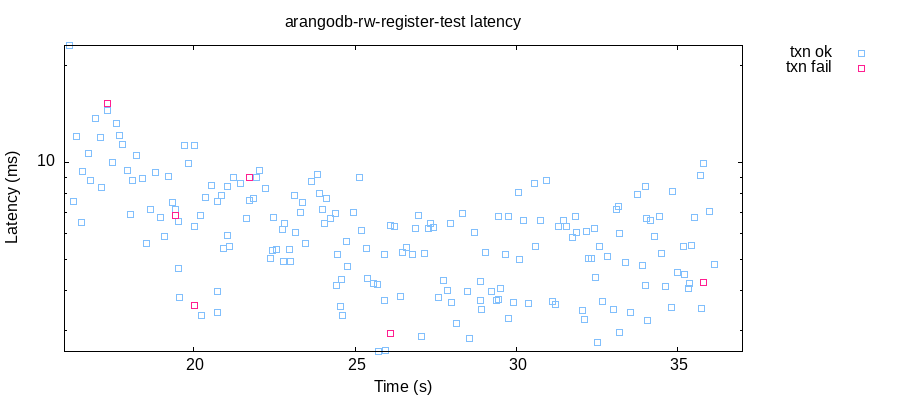 arangodb-rw-register-test latency
txn ok
txn fail
10
Latency (ms)
20 25 30 35
Time (s)